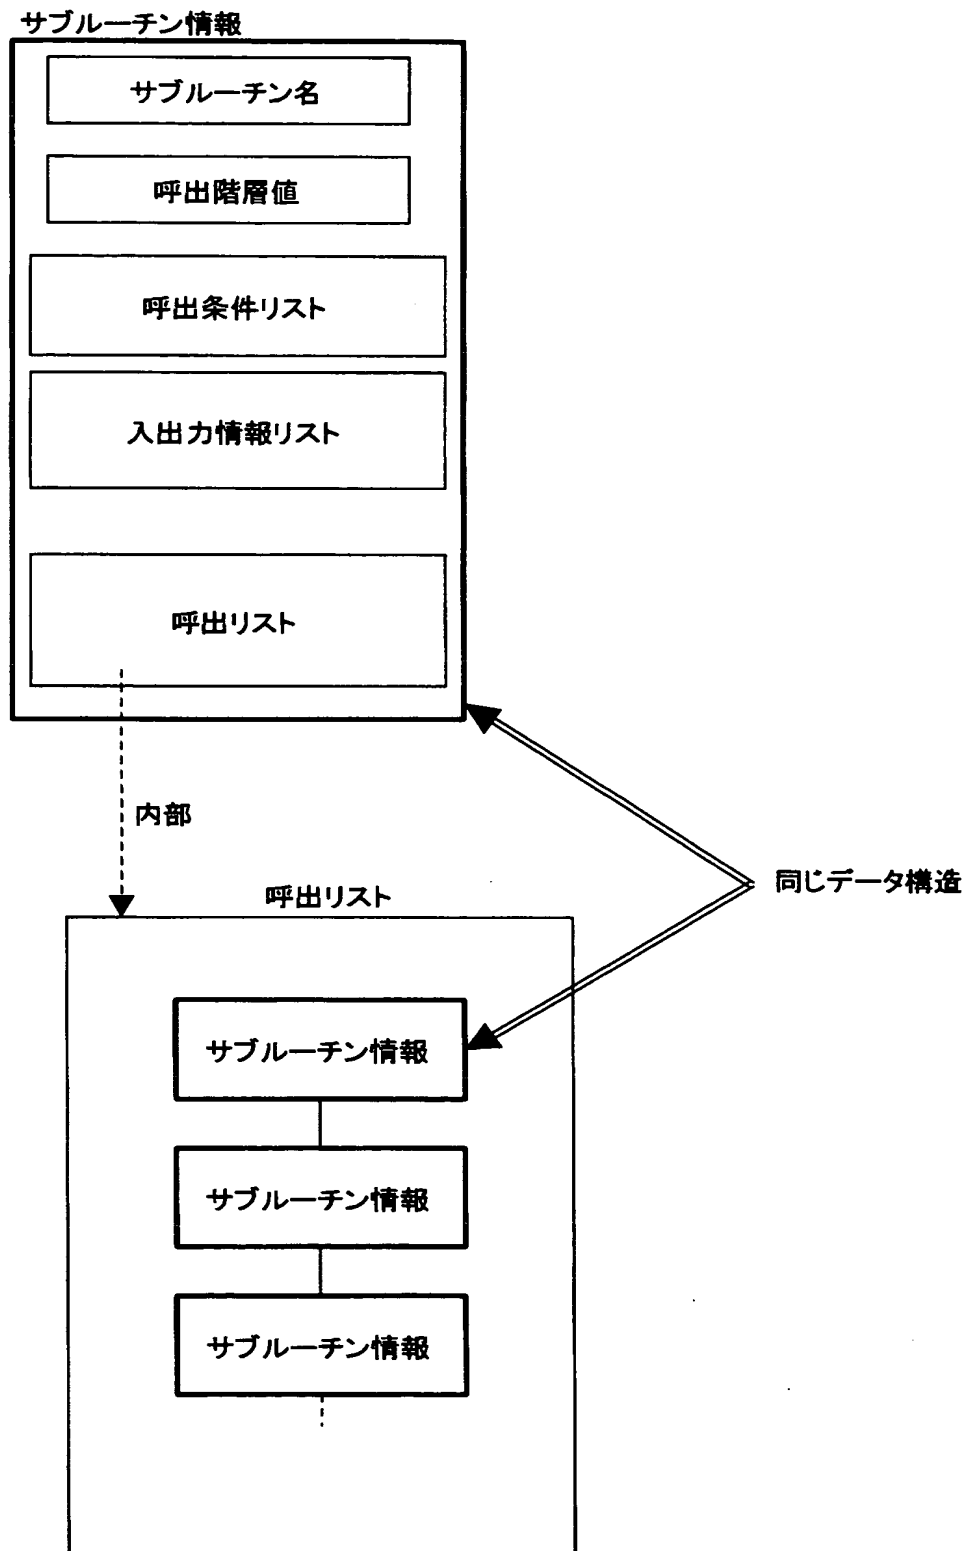 サブルーチン情報
サブルーチン名
呼出階層値
呼出条件リスト
入出力情報リスト
呼出リスト
内部
同じデータ構造
呼出リスト
サブルーチン情報
サブルーチン情報
サブルーチン情報